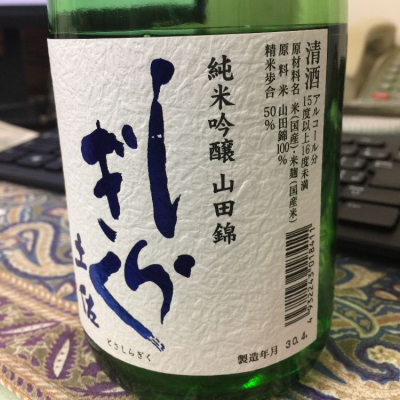 清酒
アルコール分
15度以上16度未満
原材料名 米(国産)・米麹(国産米)
原料米 山田錦100%
精米歩合 50%
純米吟醸 山田錦
しらぎく
土佐
とさしらぎく
製造年月 30.4.
4932243018411